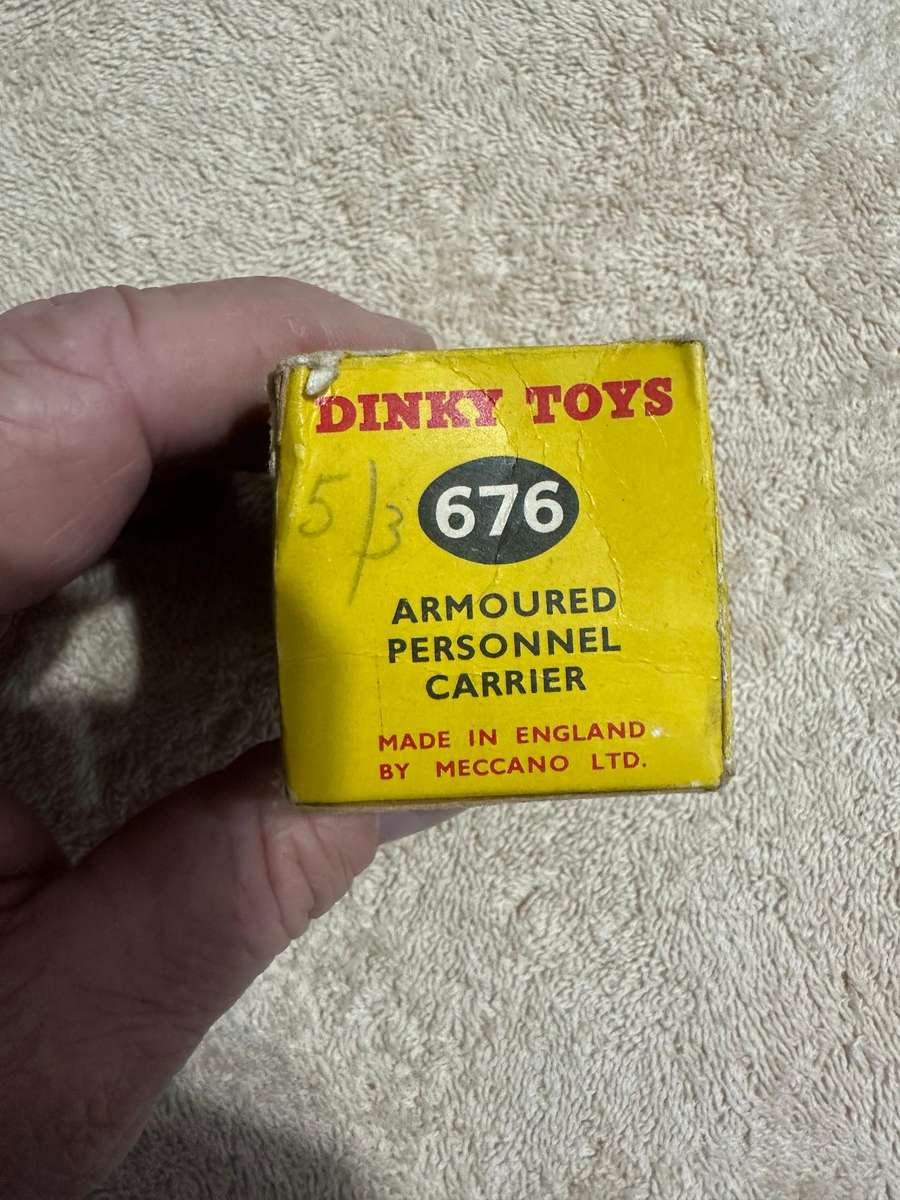 DINKY TOYS
5/3
676
ARMOURED
PERSONNEL
CARRIER
MADE IN ENGLAND
BY MECCANO LTD.